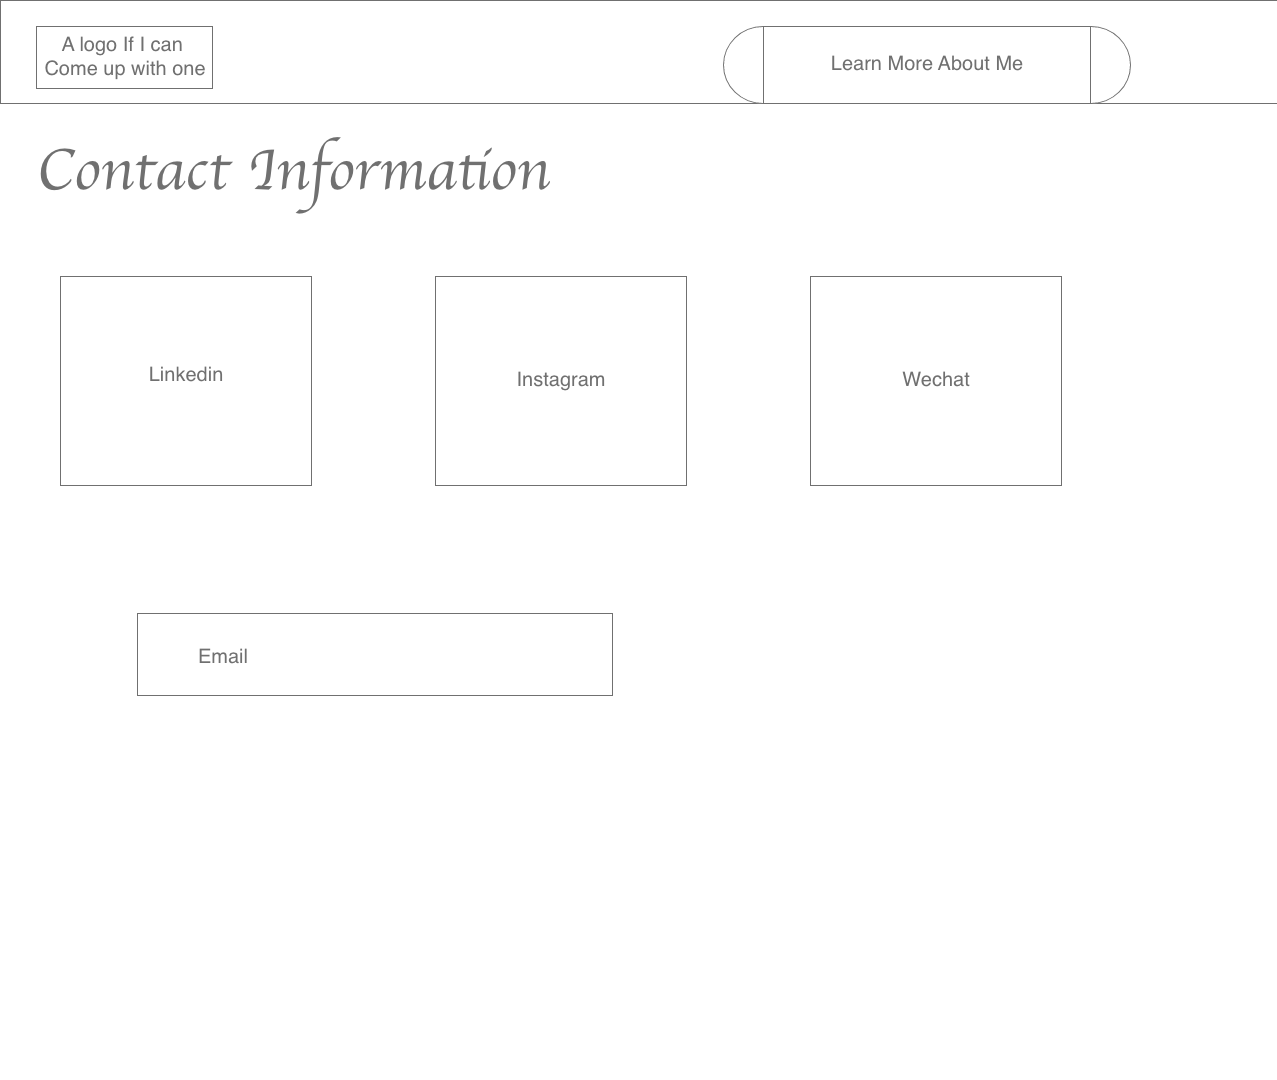 A logo If I can
Come up with one
Learn More About Me
Contact Information
Linkedin
Instagram
Wechat
Email